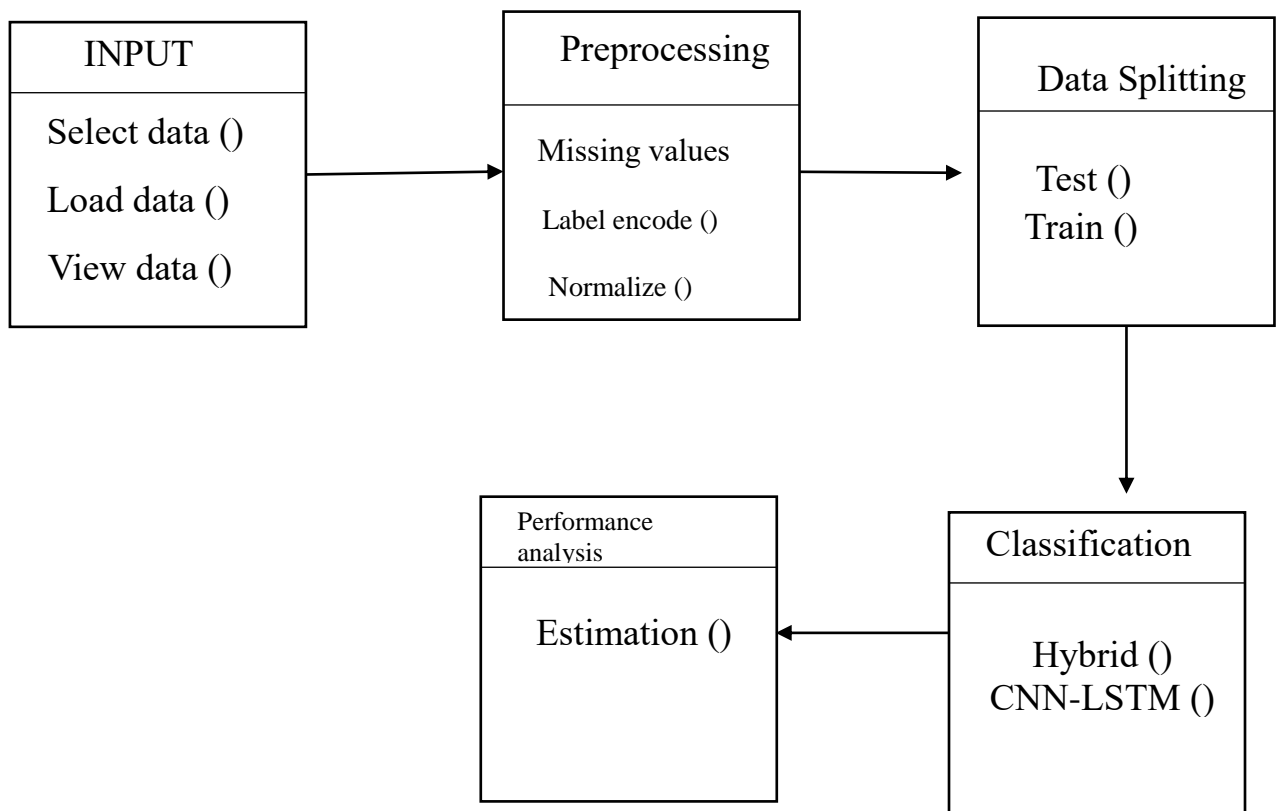 INPUT
Select data ()
Load data ()
View data ()
Preprocessing
Missing values
Label encode ()
Normalize ()
Data Splitting
Test ()
Train ()
Classification
Hybrid ()
CNN-LSTM ()
Performance
analysis
Estimation ()